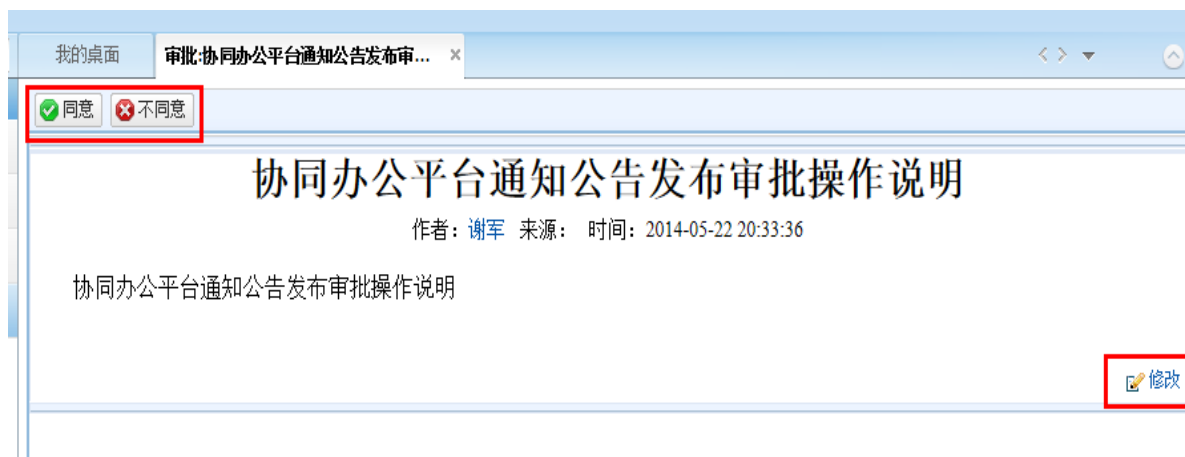 我的桌面 审批:协同办公平台通知公告发布审...
同意 不同意
协同办公平台通知公告发布审批操作说明
作者：谢军 来源： 时间：2014-05-22 20:33:36
协同办公平台通知公告发布审批操作说明
修改